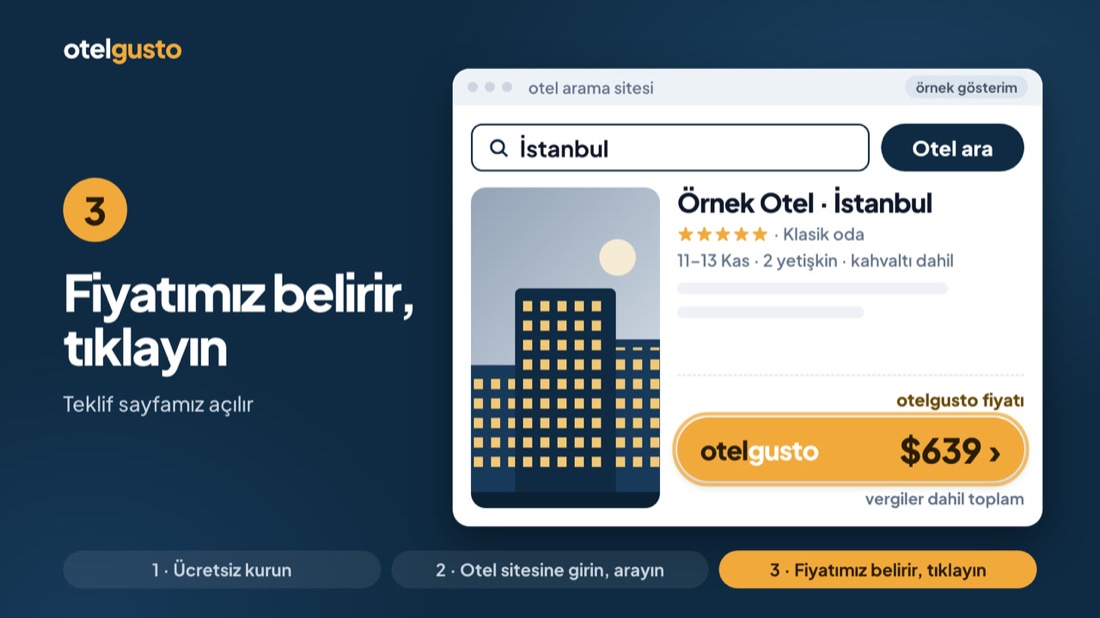 otelgusto
otel arama sitesi
örnek gösterim
İstanbul
Otel ara
3
Fiyatımız belirir,
tıklayın
Teklif sayfamız açılır
Örnek Otel · İstanbul
★★★★★ · Klasik oda
11–13 Kas · 2 yetişkin · kahvaltı dahil
otelgusto fiyatı
otelgusto
$639 ›
vergiler dahil toplam
1 · Ücretsiz kurun
2 · Otel sitesine girin, arayın
3 · Fiyatımız belirir, tıklayın